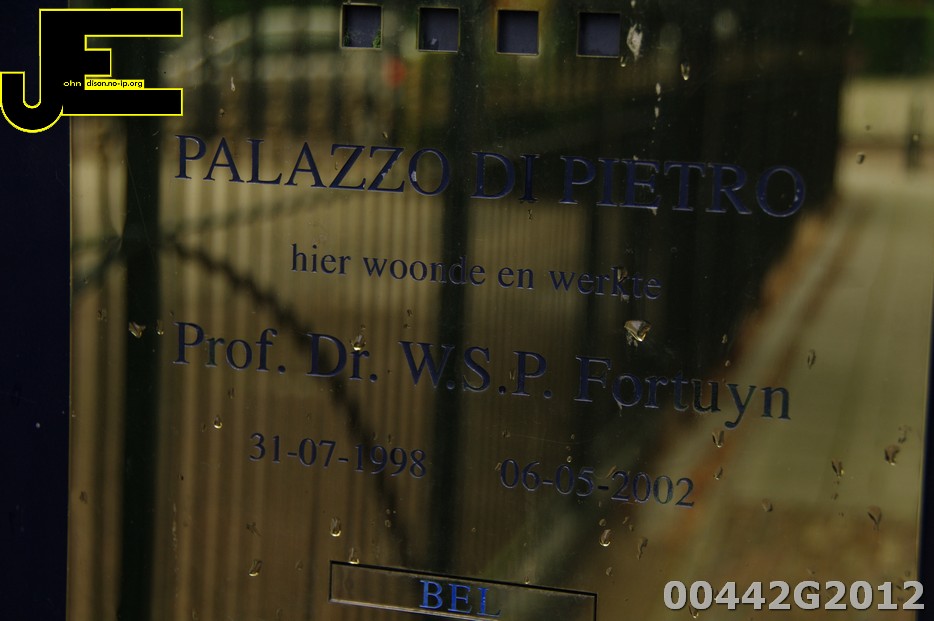 JE
ohn dison.no-ip.org
PALAZZO DI PIETRO
hier woonde en werkte
Prof. Dr. W.S.P. Fortuyn
31-07-1998 06-05-2002
BEL
00442G2012